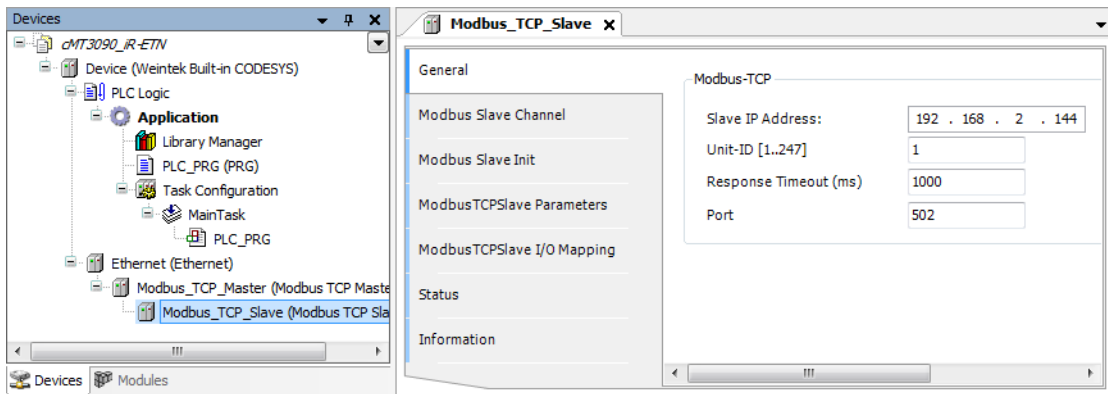 Devices
cMT3090_iR-ETN
Device (Weintek Built-in CODESYS)
PLC Logic
Application
Library Manager
PLC_PRG (PRG)
Task Configuration
MainTask
PLC_PRG
Ethernet (Ethernet)
Modbus_TCP_Master (Modbus TCP Maste
Modbus_TCP_Slave (Modbus TCP Sla
Devices Modules
Modbus_TCP_Slave
General
Modbus Slave Channel
Modbus Slave Init
ModbusTCPSlave Parameters
ModbusTCPSlave I/O Mapping
Status
Information
Modbus-TCP
Slave IP Address: 192 . 168 . 2 . 144
Unit-ID [1..247] 1
Response Timeout (ms) 1000
Port 502